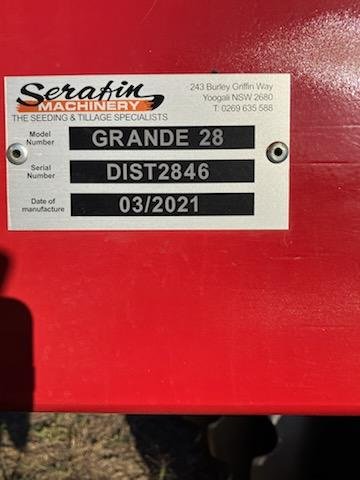 Serafin
MACHINERY
THE SEEDING & TILLAGE SPECIALISTS
243 Burley Griffin Way
Yoogali NSW 2680
T: 0269 635 588
Model Number GRANDE 28
Serial Number DIST2846
Date of manufacture 03/2021